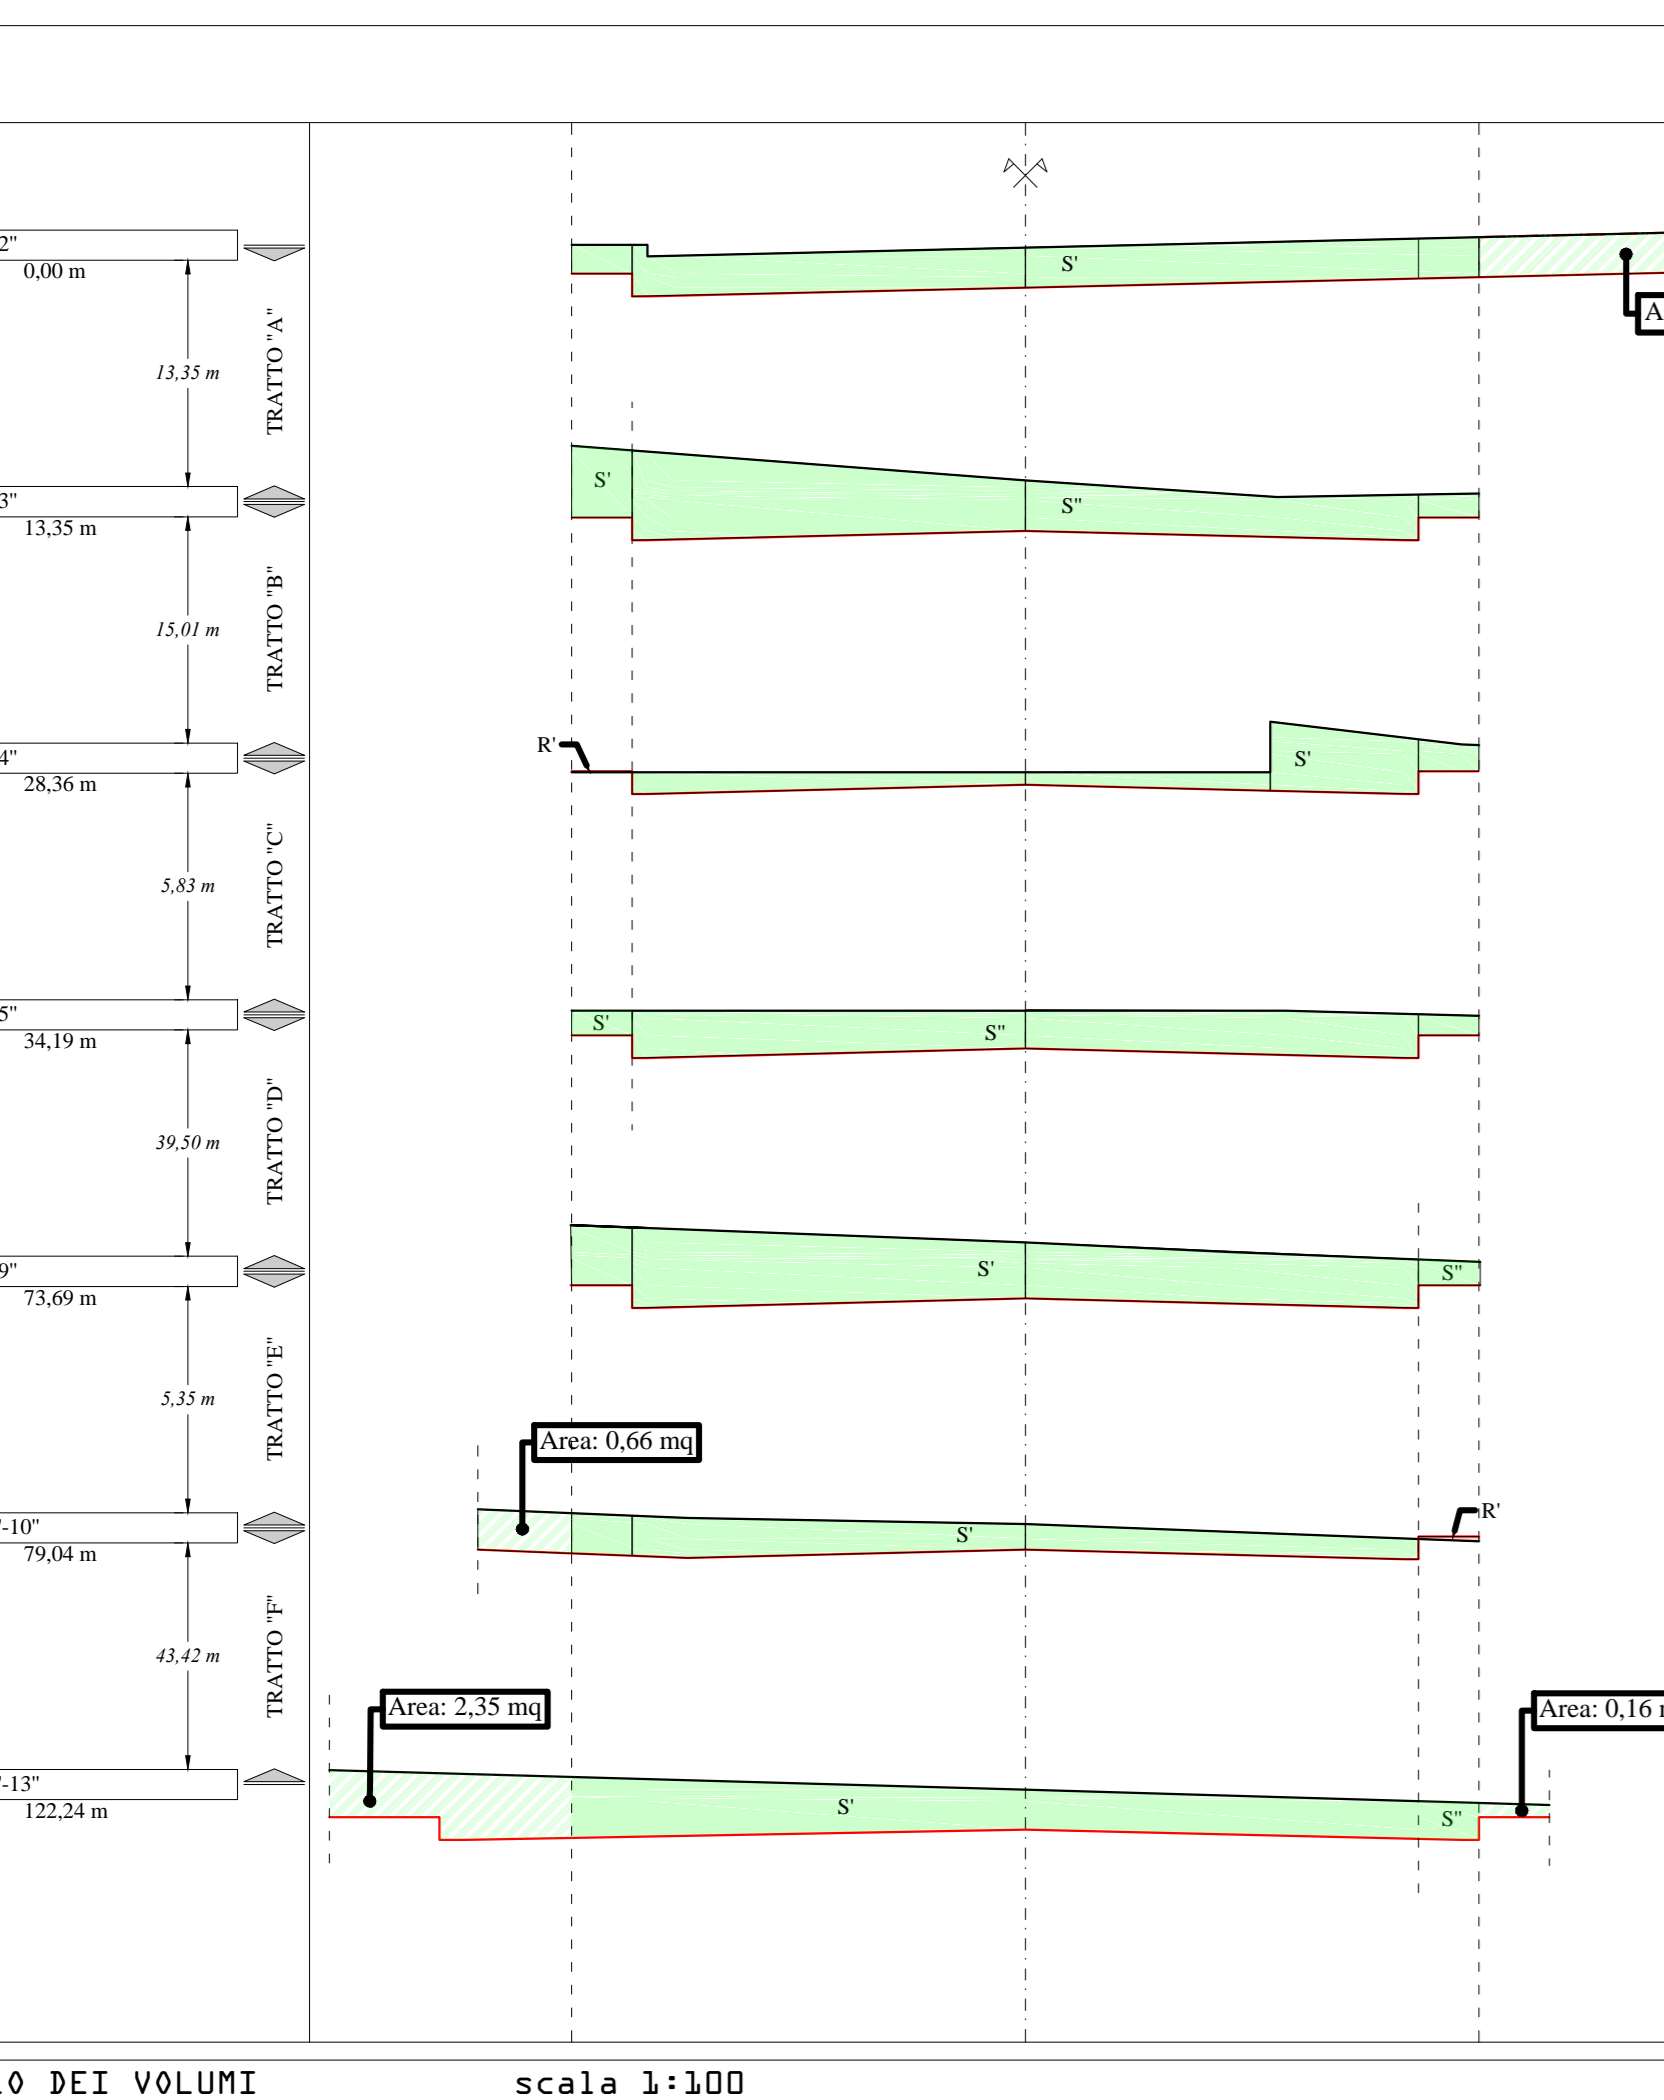 2"
0,00 m
S'
A
13,35 m
TRATTO "A"
S'
3"
13,35 m
S"
15,01 m
TRATTO "B"
R'
4"
28,36 m
S'
5,83 m
TRATTO "C"
5"
34,19 m
S'
S"
39,50 m
TRATTO "D"
9"
73,69 m
S'
S"
5,35 m
TRATTO "E"
Area: 0,66 mq
'-10"
79,04 m
S'
R'
43,42 m
TRATTO "F"
Area: 2,35 mq
Area: 0,16 m
'-13"
122,24 m
S'
S"
LO DEI VOLUMI scala 1:100